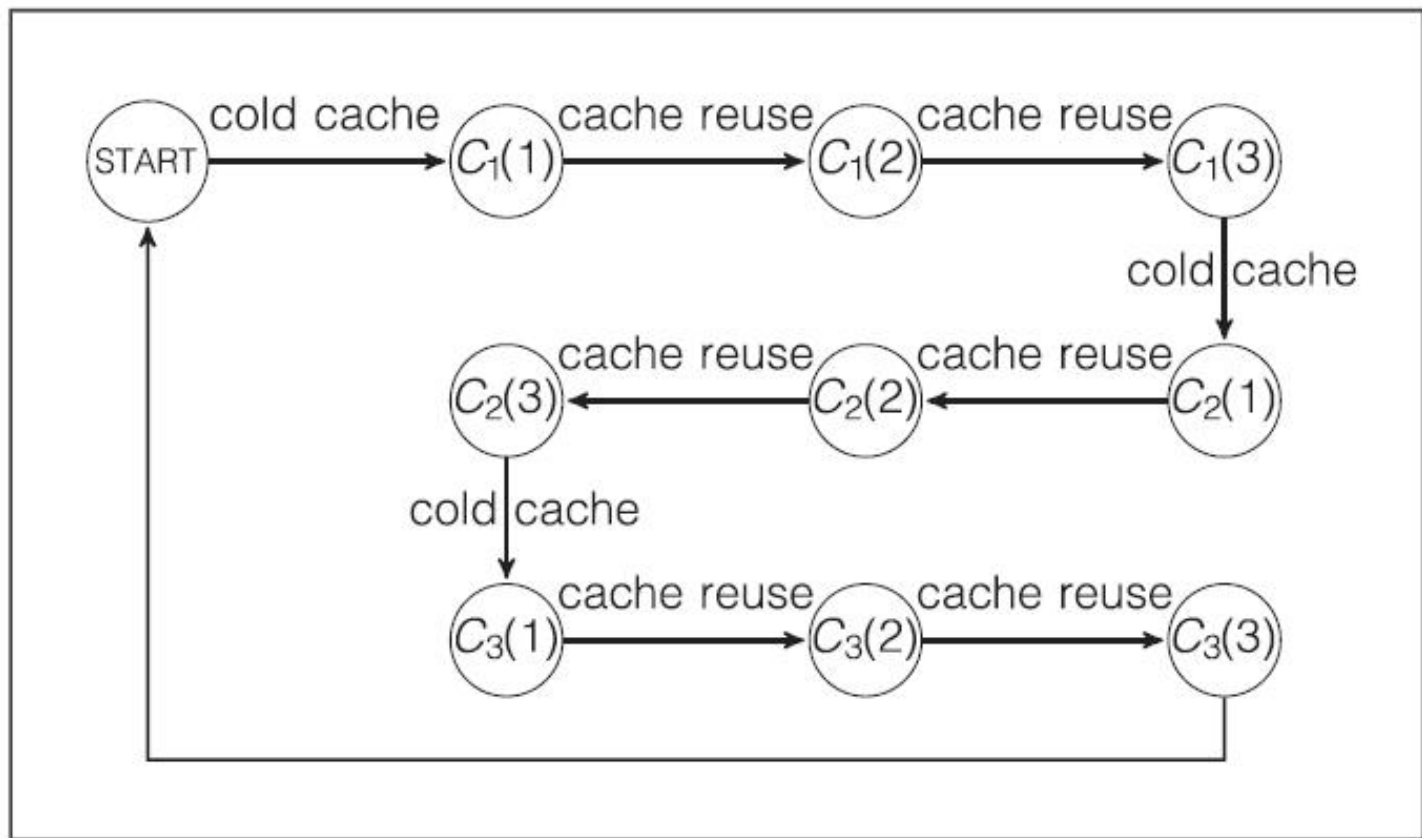 cold cache cache reuse cache reuse
START C₁(1) C₁(2) C₁(3)
cold cache
cache reuse cache reuse
C₂(3) C₂(2) C₂(1)
cold cache
cache reuse cache reuse
C₃(1) C₃(2) C₃(3)